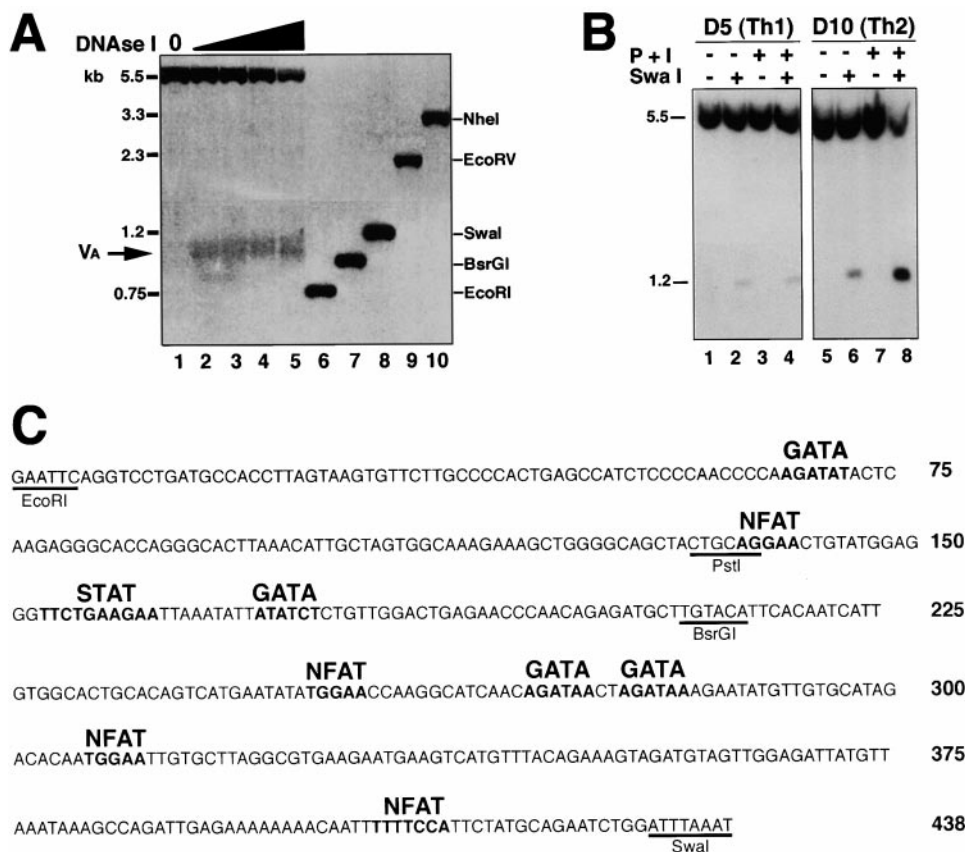 A
DNAse I 0
kb 5.5
3.3
2.3
1.2
VA
0.75
NheI
EcoRV
SwaI
BsrGI
EcoRI
1 2 3 4 5 6 7 8 9 10
B
D5 (Th1) D10 (Th2)
P + I - - + + - - + +
Swa I - + - + - + - +
5.5
1.2
1 2 3 4 5 6 7 8
C
GATA
GAATTCAGGTCCTGATGCCACCTTAGTAAGTGTTCTTGCCCCACTGAGCCATCTCCCCAACCCCAAGATATACTC 75
EcoRI
NFAT
AAGAGGGCACCAGGGCACTTAAACATTGCTAGTGGCAAAGAAAGCTGGGGCAGCTACTGCAGGAACTGTATGGAG 150
PstI
STAT GATA
GGTTCTGAAGAATTAAATATTATATCTCTGTTGGACTGAGAACCCAACAGAGATGCTTGTACATTCACAATCATT 225
BsrGI
NFAT GATA GATA
GTGGCACTGCACAGTCATGAATATATGGAACCAAGGCATCAACAGATAACTAGATAAAGAATATGTTGTGCATAG 300
NFAT
ACACAATGGAATTGTGCTTAGGCGTGAAGAATGAAGTCATGTTTACAGAAAGTAGATGTAGTTGGAGATTATGTT 375
NFAT
AAATAAAGCCAGATTGAGAAAAAAAACAATTTTTTCCATTCTATGCAGAATCTGGATTTAAAT 438
SwaI